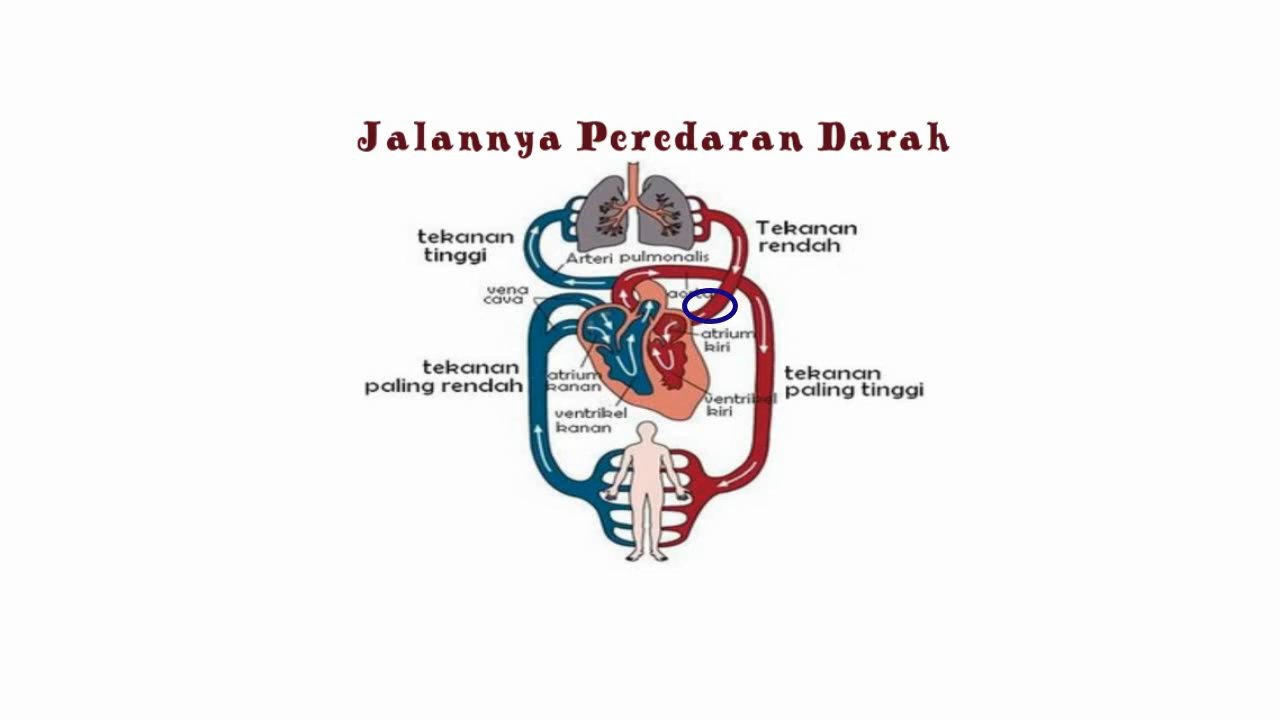 Jalannya Peredaran Darah
tekanan
tinggi
Tekanan
rendah
Arteri pulmonalis
vena
cava
aorta
atrium
kiri
tekanan
paling rendah
atrium
kanan
tekanan
paling tinggi
ventrikel
kiri
ventrikel
kanan